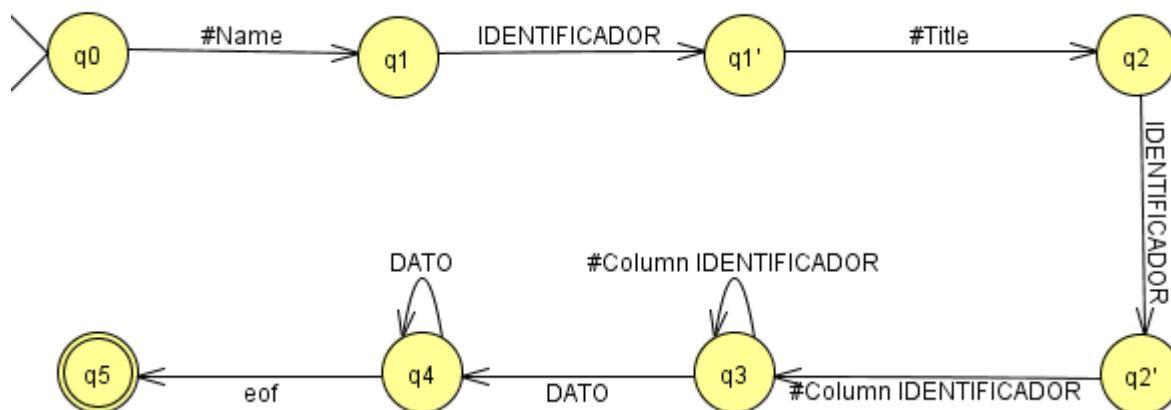 #Name
IDENTIFICADOR
#Title
q0
q1
q1'
q2
IDENTIFICADOR
DATO
#Column IDENTIFICADOR
q5
eof
q4
DATO
q3
#Column IDENTIFICADOR
q2'